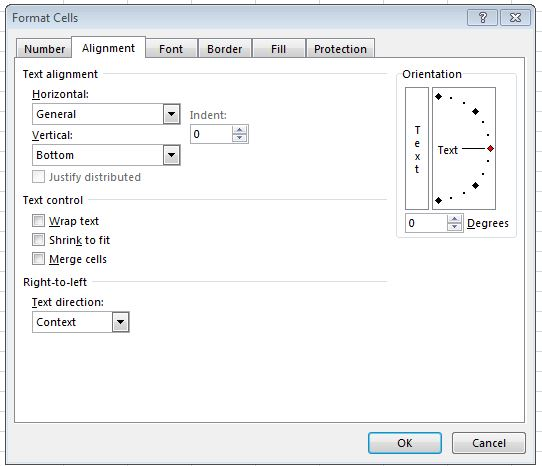 Format Cells
Number Alignment Font Border Fill Protection
Text alignment
Horizontal:
General
Indent:
Vertical:
0
Bottom
Justify distributed
Text control
Wrap text
Shrink to fit
Merge cells
Right-to-left
Text direction:
Context
Orientation
Text
Text
0 Degrees
OK Cancel